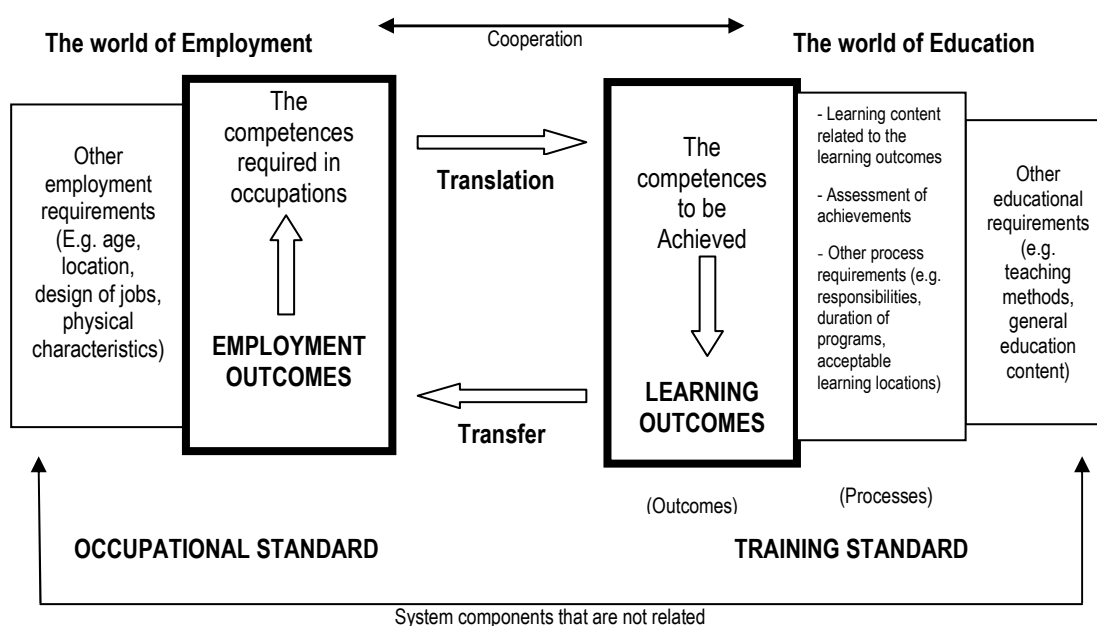 Cooperation
The world of Employment
The world of Education
Other
employment
requirements
(E.g. age,
location,
design of jobs,
physical
characteristics)
The
competences
required in
occupations
EMPLOYMENT
OUTCOMES
Translation
Transfer
The
competences
to be
Achieved
LEARNING
OUTCOMES
- Learning content
related to the
learning outcomes
- Assessment of
achievements
- Other process
requirements (e.g.
responsibilities,
duration of
programs,
acceptable
learning locations)
Other
educational
requirements
(e.g.
teaching
methods,
general
education
content)
(Outcomes)
(Processes)
OCCUPATIONAL STANDARD
TRAINING STANDARD
System components that are not related